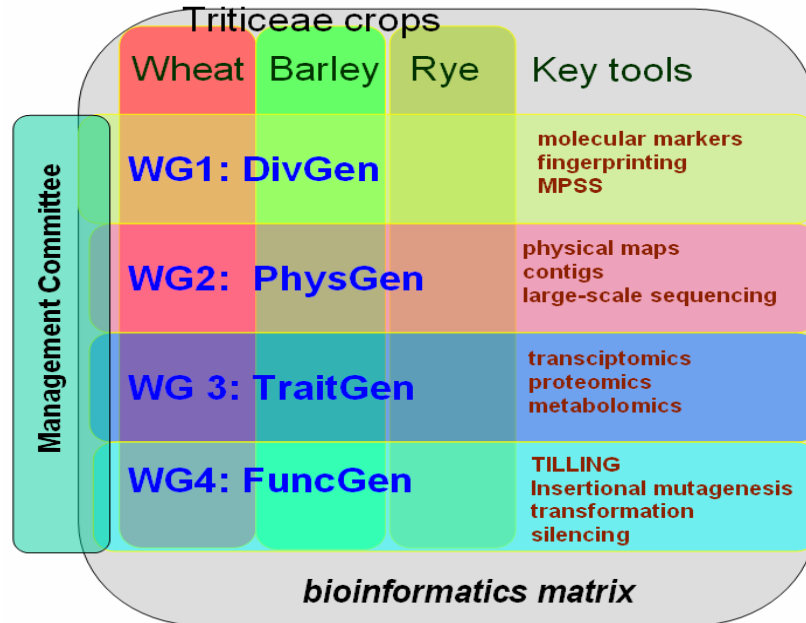 Triticeae crops
Wheat Barley Rye Key tools
Management Committee
WG1: DivGen
molecular markers
fingerprinting
MPSS
WG2: PhysGen
physical maps
contigs
large-scale sequencing
WG 3: TraitGen
transciptomics
proteomics
metabolomics
WG4: FuncGen
TILLING
Insertional mutagenesis
transformation
silencing
bioinformatics matrix